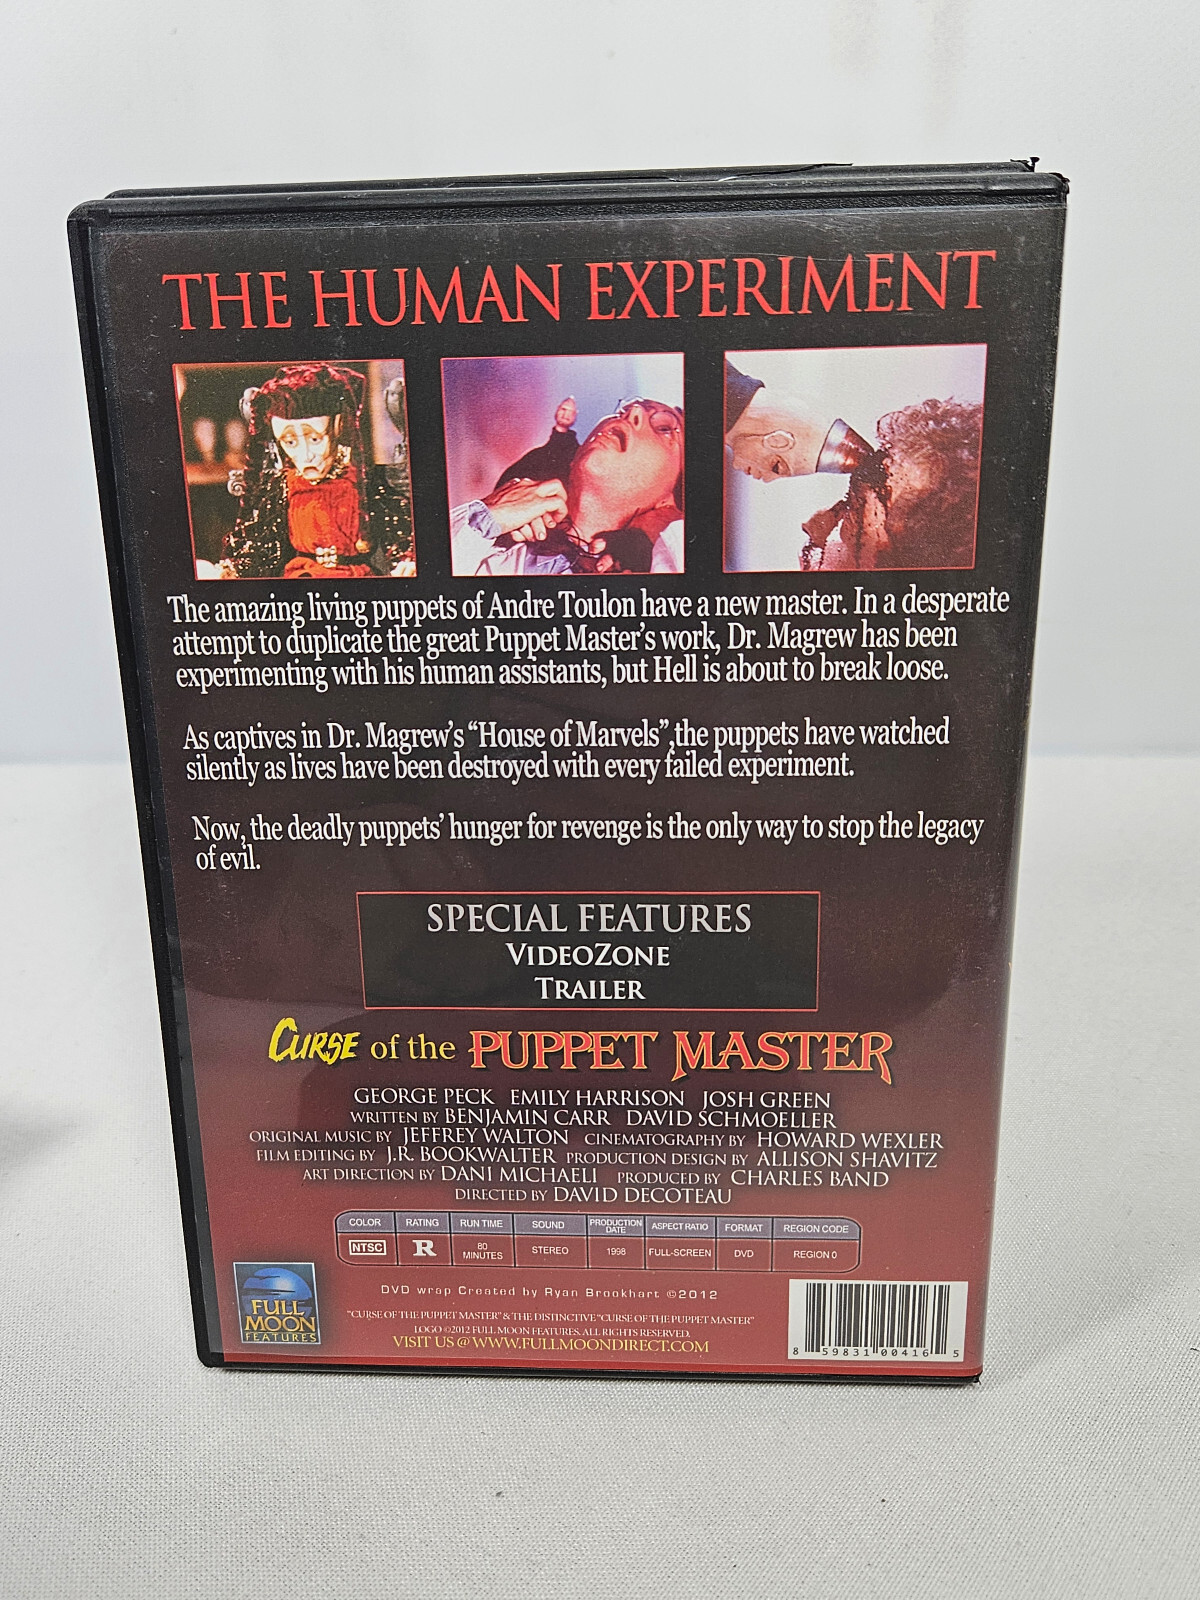 THE HUMAN EXPERIMENT
The amazing living puppets of Andre Toulon have a new master. In a desperate
attempt to duplicate the great Puppet Master's work, Dr. Magrew has been
experimenting with his human assistants, but Hell is about to break loose.
As captives in Dr. Magrew's "House of Marvels",the puppets have watched
silently as lives have been destroyed with every failed experiment.
Now, the deadly puppets' hunger for revenge is the only way to stop the legacy
of evil.
SPECIAL FEATURES
VIDEOZONE
TRAILER
CURSE of the PUPPET MASTER
GEORGE PECK EMILY HARRISON JOSH GREEN
WRITTEN BY BENJAMIN CARR DAVID SCHMOELLER
ORIGINAL MUSIC BY JEFFREY WALTON CINEMATOGRAPHY BY HOWARD WEXLER
FILM EDITING BY J.R. BOOKWALTER PRODUCTION DESIGN BY ALLISON SHAVITZ
ART DIRECTION BY DANI MICHAELI PRODUCED BY CHARLES BAND
DIRECTED BY DAVID DECOTEAU
COLOR RATING RUN TIME SOUND PRODUCTION DATE ASPECT RATIO FORMAT REGION CODE
NTSC R 80 MINUTES STEREO 1998 FULL-SCREEN DVD REGION 0
FULL
MOON
FEATURES
DVD wrap Created by Ryan Brookhart ©2012
"CURSE OF THE PUPPET MASTER" & THE DISTINCTIVE "CURSE OF THE PUPPET MASTER"
LOGO ©2012 FULL MOON FEATURES. ALL RIGHTS RESERVED.
VISIT US @ WWW.FULLMOONDIRECT.COM
8 59831 00416 5